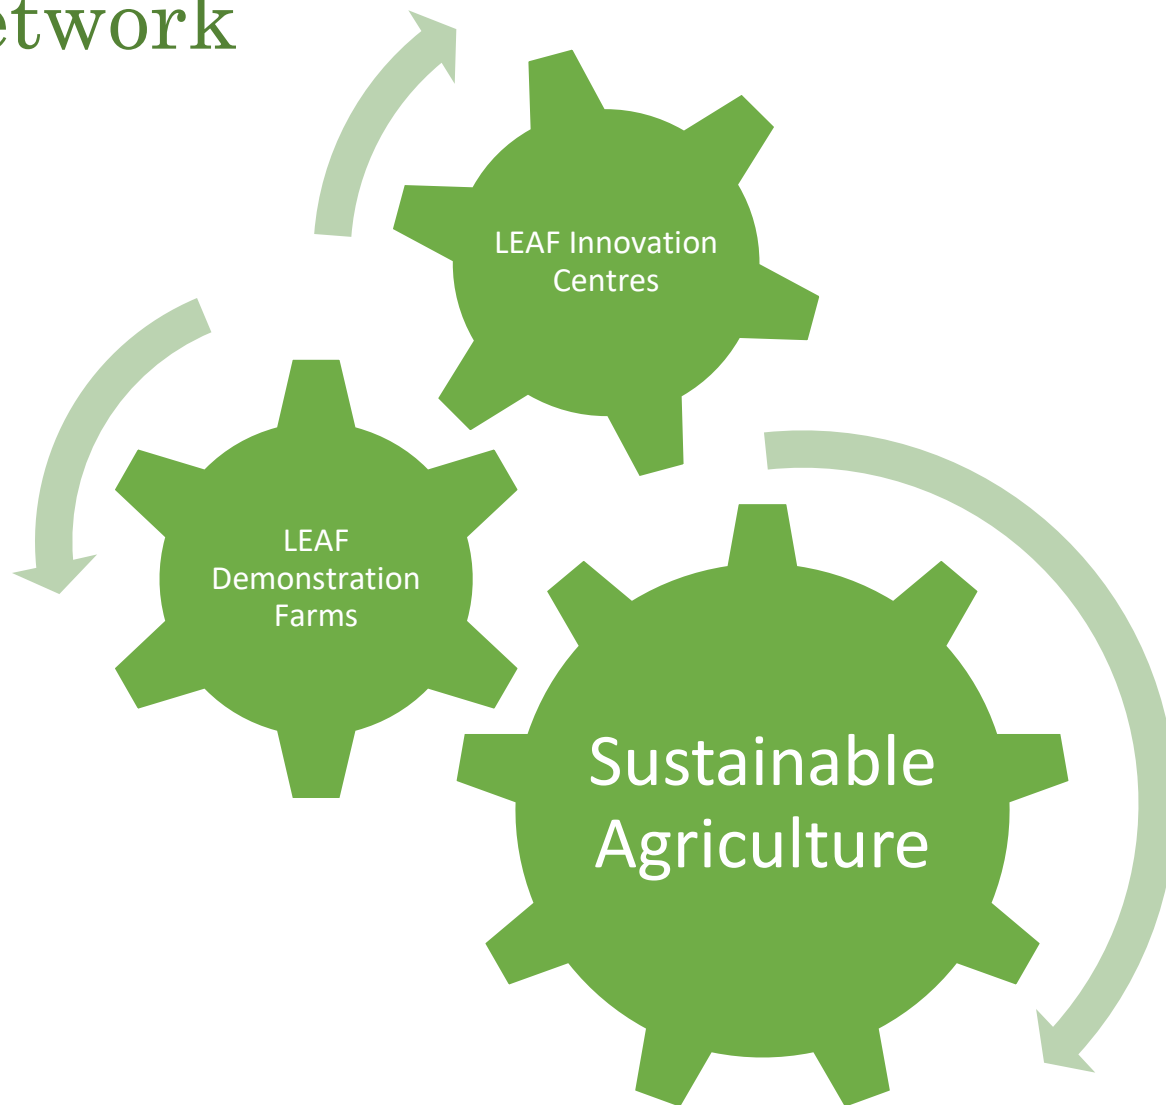 etwork
LEAF Innovation
Centres
LEAF
Demonstration
Farms
Sustainable
Agriculture